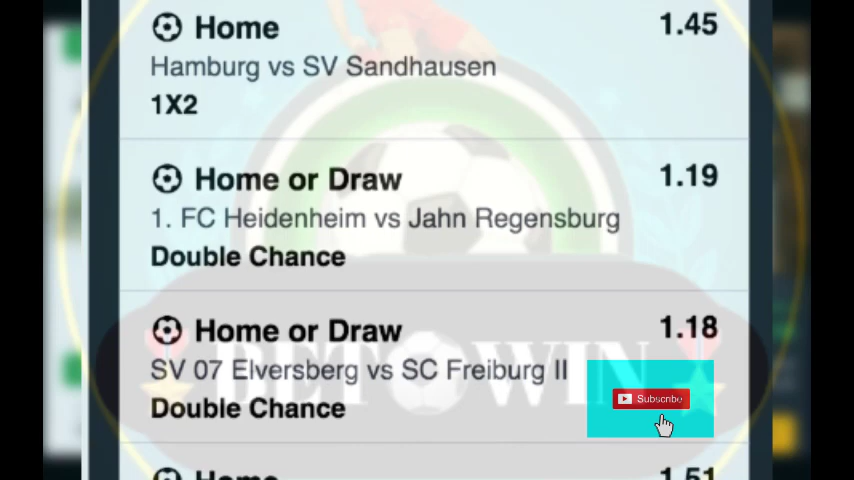 Home 1.45
Hamburg vs SV Sandhausen
1X2
Home or Draw 1.19
1. FC Heidenheim vs Jahn Regensburg
Double Chance
Home or Draw 1.18
SV 07 Elversberg vs SC Freiburg II
Double Chance
BETOWIN
Subscribe
Home 1.51